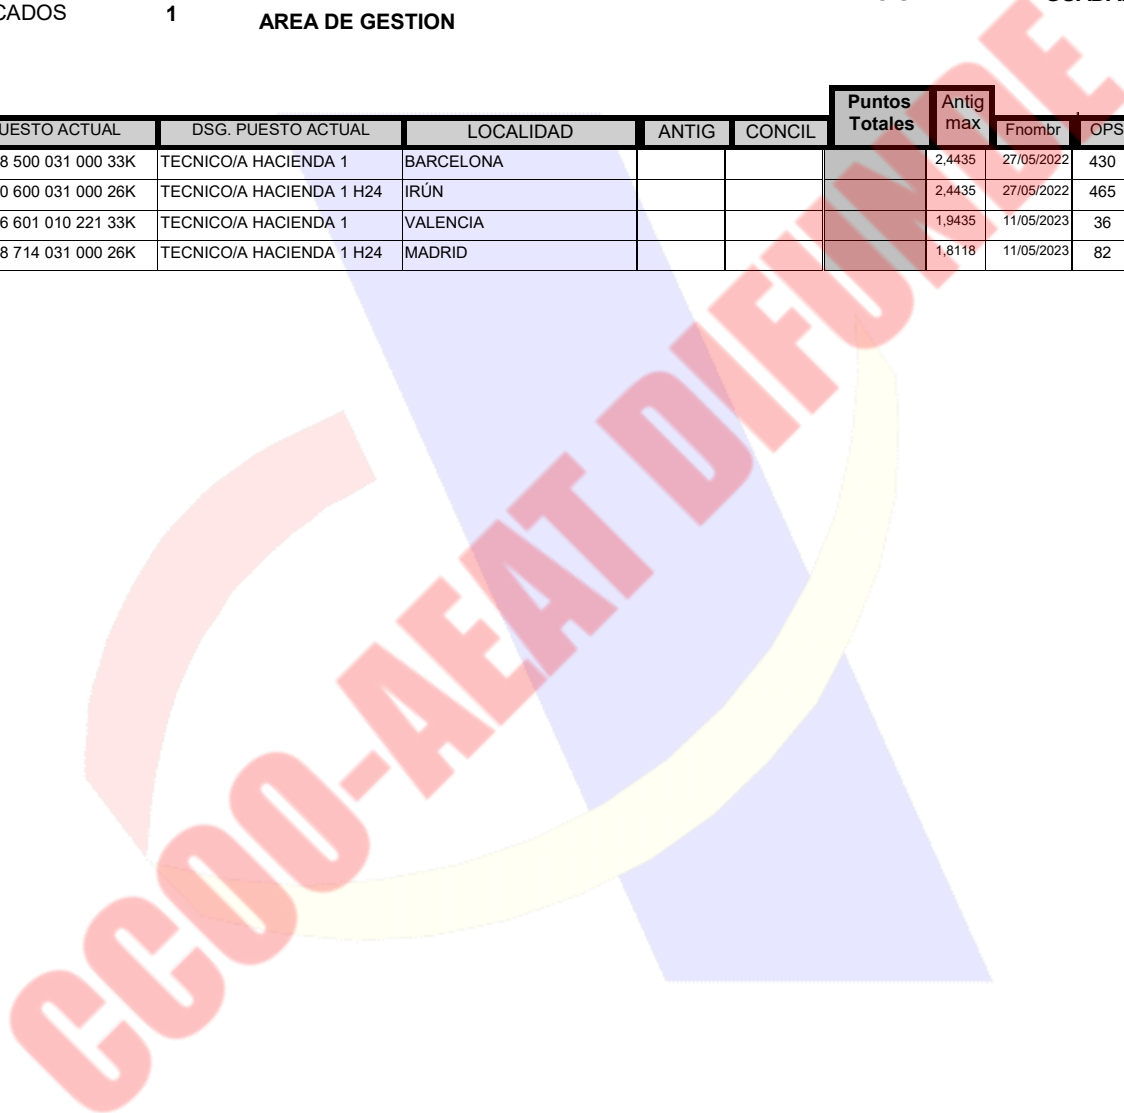 CADOS 1 AREA DE GESTION
Puntos Totales Antig max
UESTO ACTUAL DSG. PUESTO ACTUAL LOCALIDAD ANTIG CONCIL Fnombr OPS
8 500 031 000 33K TECNICO/A HACIENDA 1 BARCELONA 2,4435 27/05/2022 430
0 600 031 000 26K TECNICO/A HACIENDA 1 H24 IRÚN 2,4435 27/05/2022 465
6 601 010 221 33K TECNICO/A HACIENDA 1 VALENCIA 1,9435 11/05/2023 36
8 714 031 000 26K TECNICO/A HACIENDA 1 H24 MADRID 1,8118 11/05/2023 82
CCOO-AEAT DIFUNDE